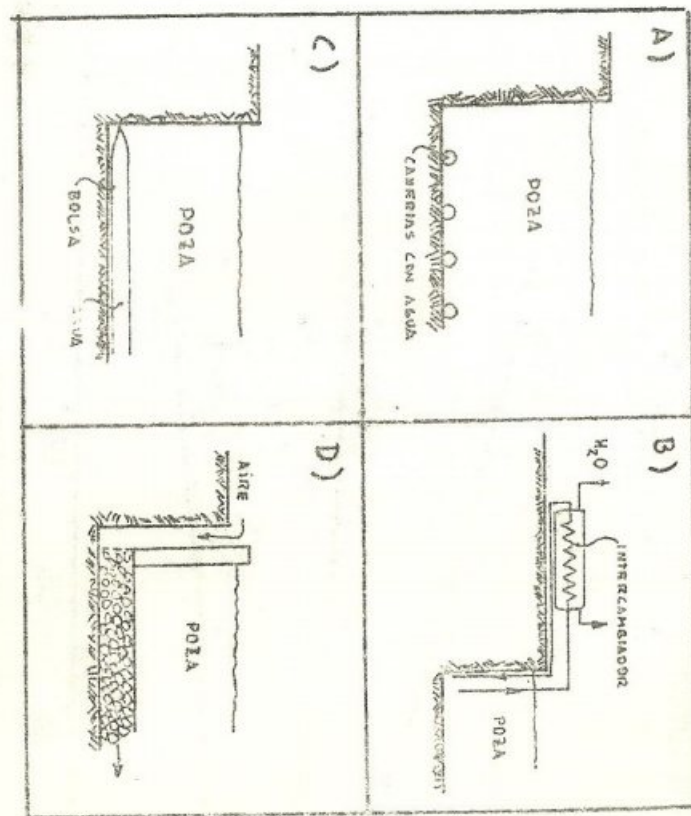 A)
POZA
CAÑERIAS CON AGUA
B)
H₂O
INTERCAMBIADOR
POZA
C)
POZA
BOLSA
D)
AIRE
POZA